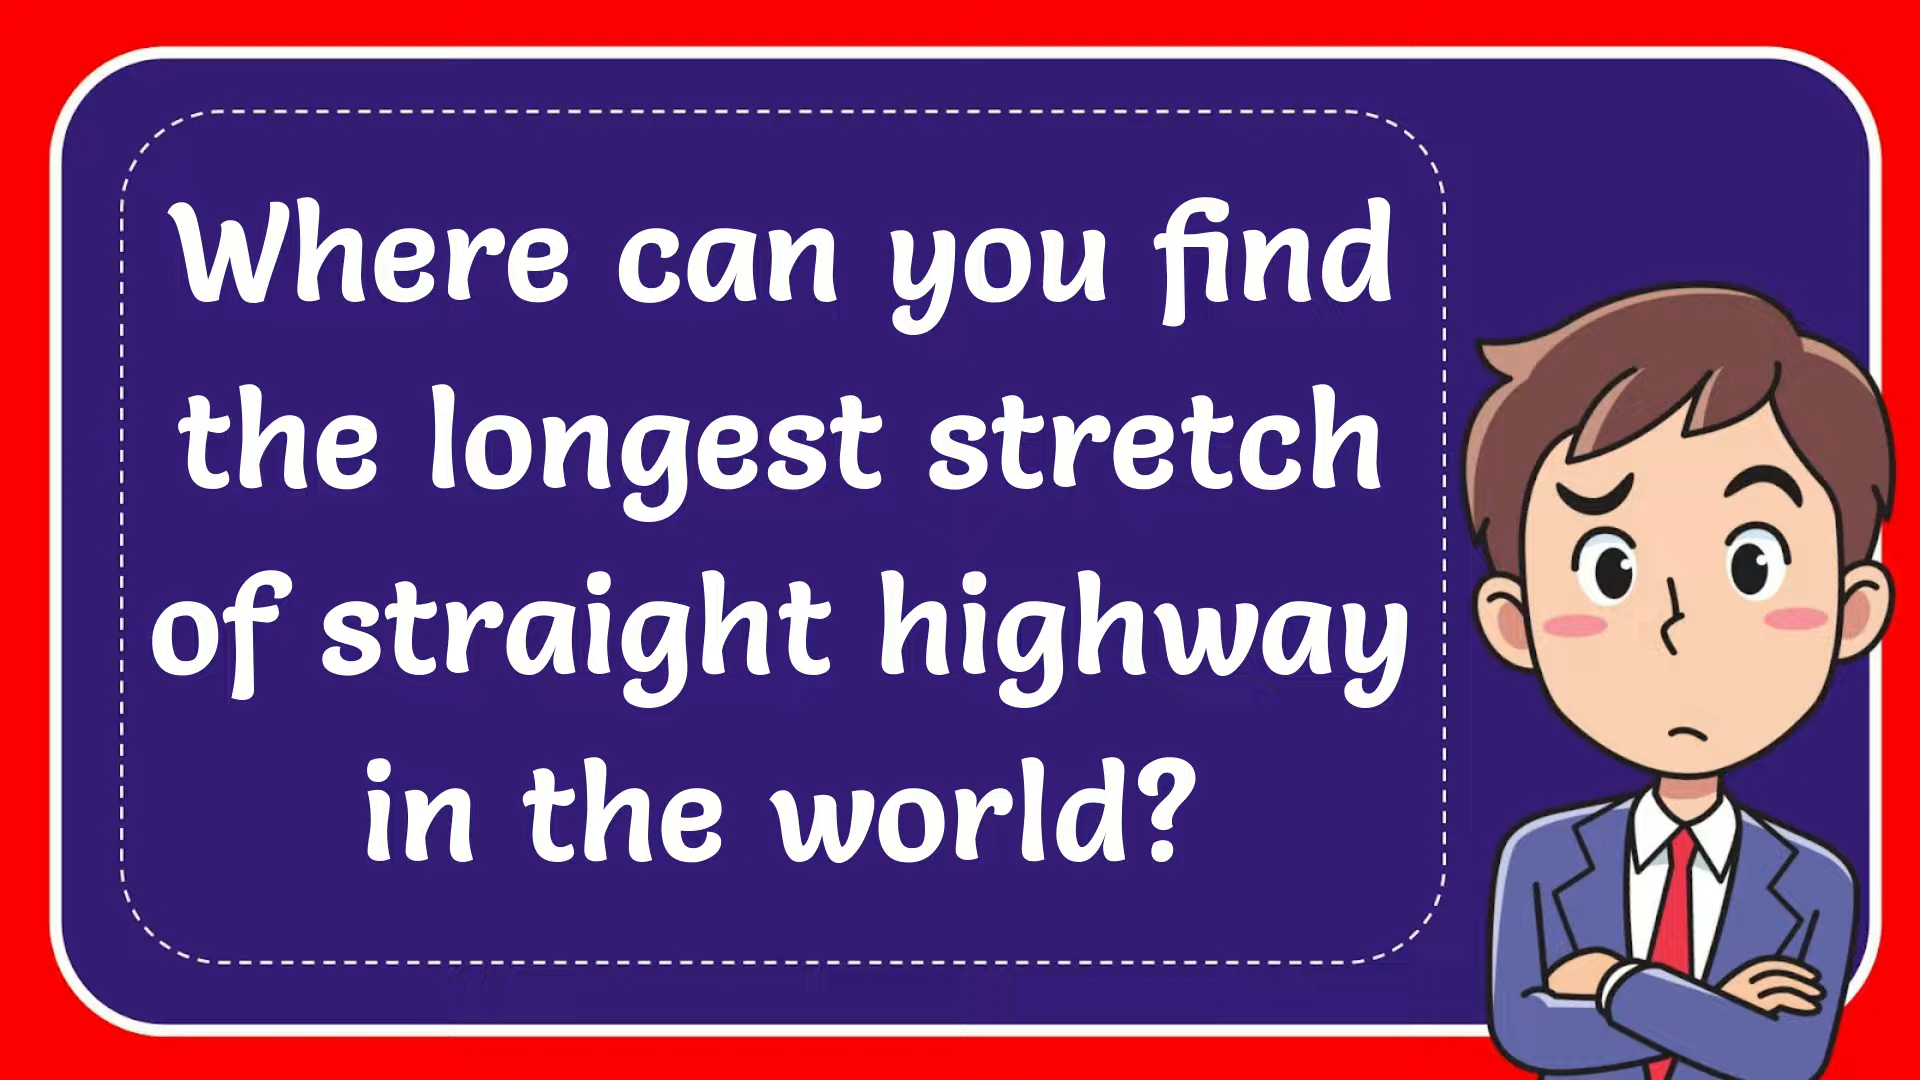 Where can you find
the longest stretch
of straight highway
in the world?